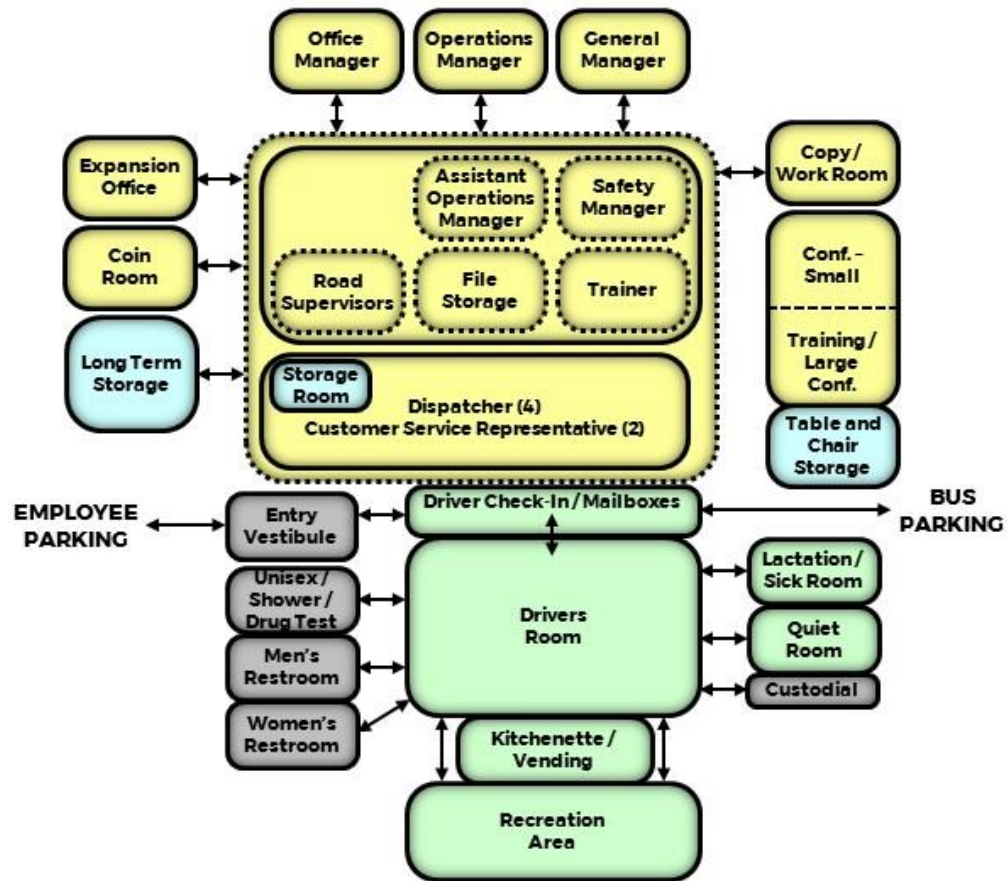 Office
Manager
Operations
Manager
General
Manager
Expansion
Office
Coin
Room
Long Term
Storage
Assistant
Operations
Manager
Safety
Manager
Road
Supervisors
File
Storage
Trainer
Storage
Room
Dispatcher (4)
Customer Service Representative (2)
Copy /
Work Room
Conf. –
Small
Training /
Large
Conf.
Table and
Chair
Storage
EMPLOYEE
PARKING
Entry
Vestibule
Driver Check-In / Mailboxes
BUS
PARKING
Unisex /
Shower /
Drug Test
Men's
Restroom
Women's
Restroom
Drivers
Room
Lactation /
Sick Room
Quiet
Room
Custodial
Kitchenette /
Vending
Recreation
Area